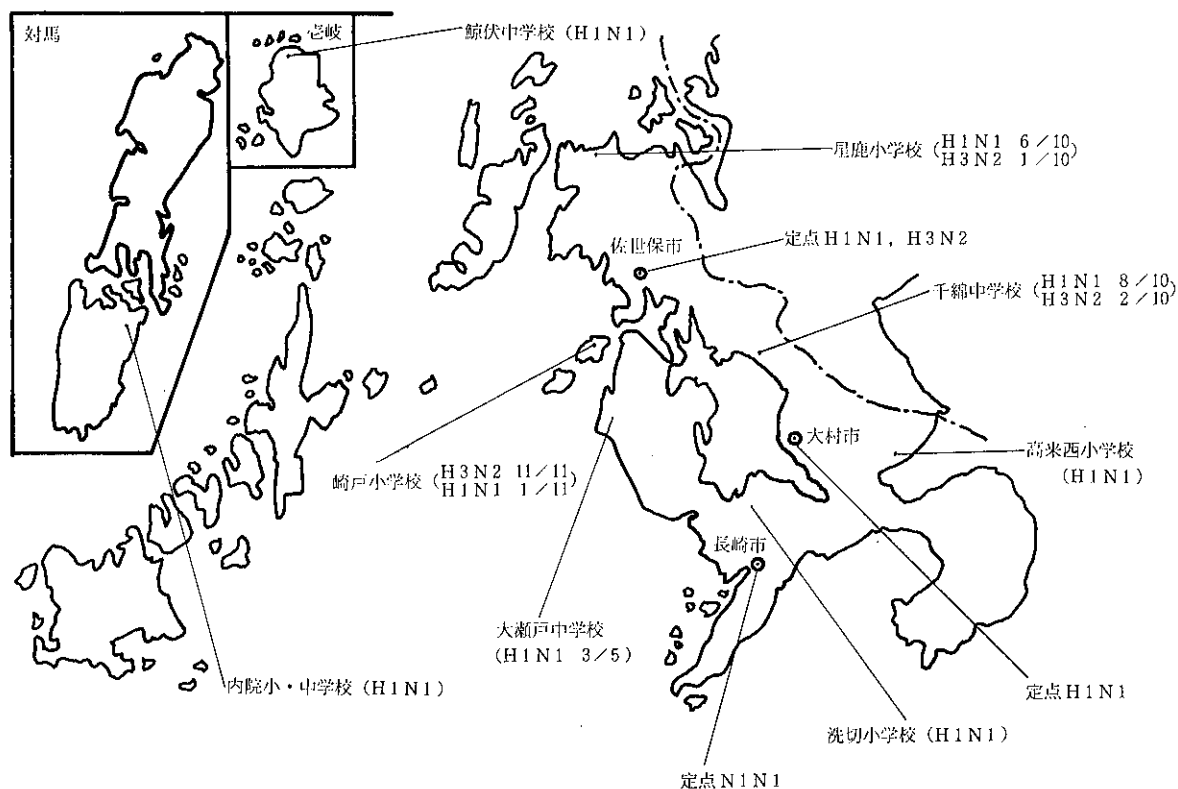 対馬
壱岐
鯨伏中学校 (H1N1)
星鹿小学校 (H1N1 6/10
H3N2 1/10)
佐世保市
定点H1N1, H3N2
千綿中学校 (H1N1 8/10
H3N2 2/10)
大村市
高来西小学校
(H1N1)
崎戸小学校 (H3N2 11/11
H1N1 1/11)
長崎市
大瀬戸中学校
(H1N1 3/5)
内院小・中学校 (H1N1)
定点H1N1
洗切小学校 (H1N1)
定点N1N1